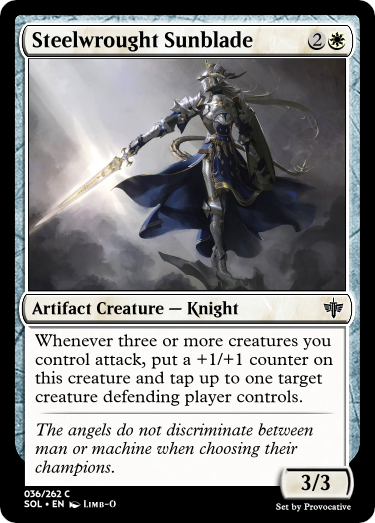 Steelwrought Sunblade 2
Artifact Creature — Knight
Whenever three or more creatures you
control attack, put a +1/+1 counter on
this creature and tap up to one target
creature defending player controls.
The angels do not discriminate between
man or machine when choosing their
champions.
3/3
036/262 C
SOL • EN Limb-O
Set by Provocative